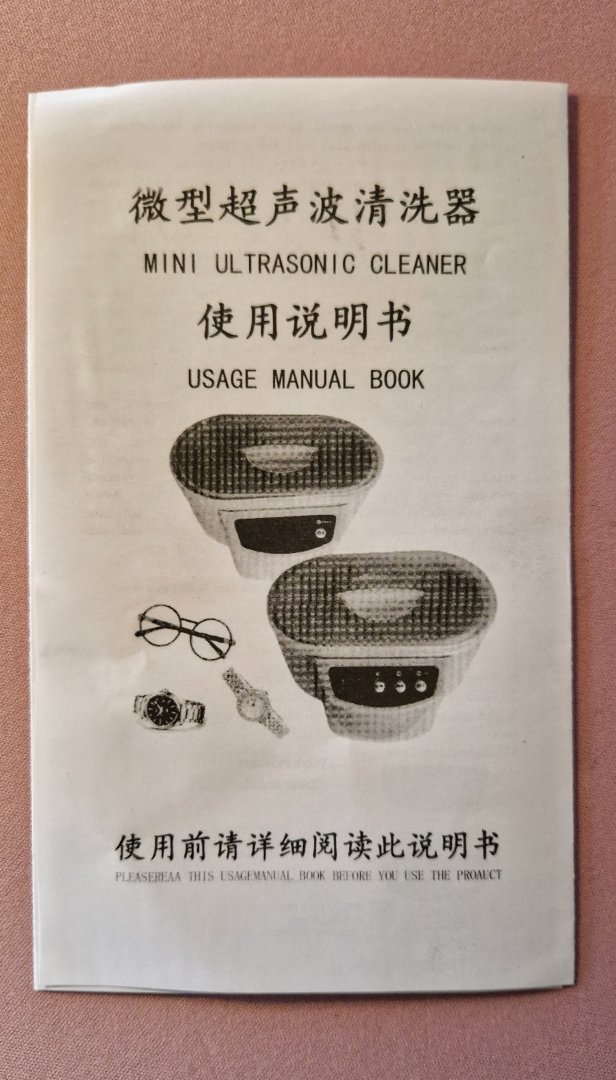 微型超声波清洗器
MINI ULTRASONIC CLEANER
使用说明书
USAGE MANUAL BOOK
使用前请详细阅读此说明书
PLEASEREAA THIS USAGEMANUAL BOOK BEFORE YOU USE THE PROAUCT